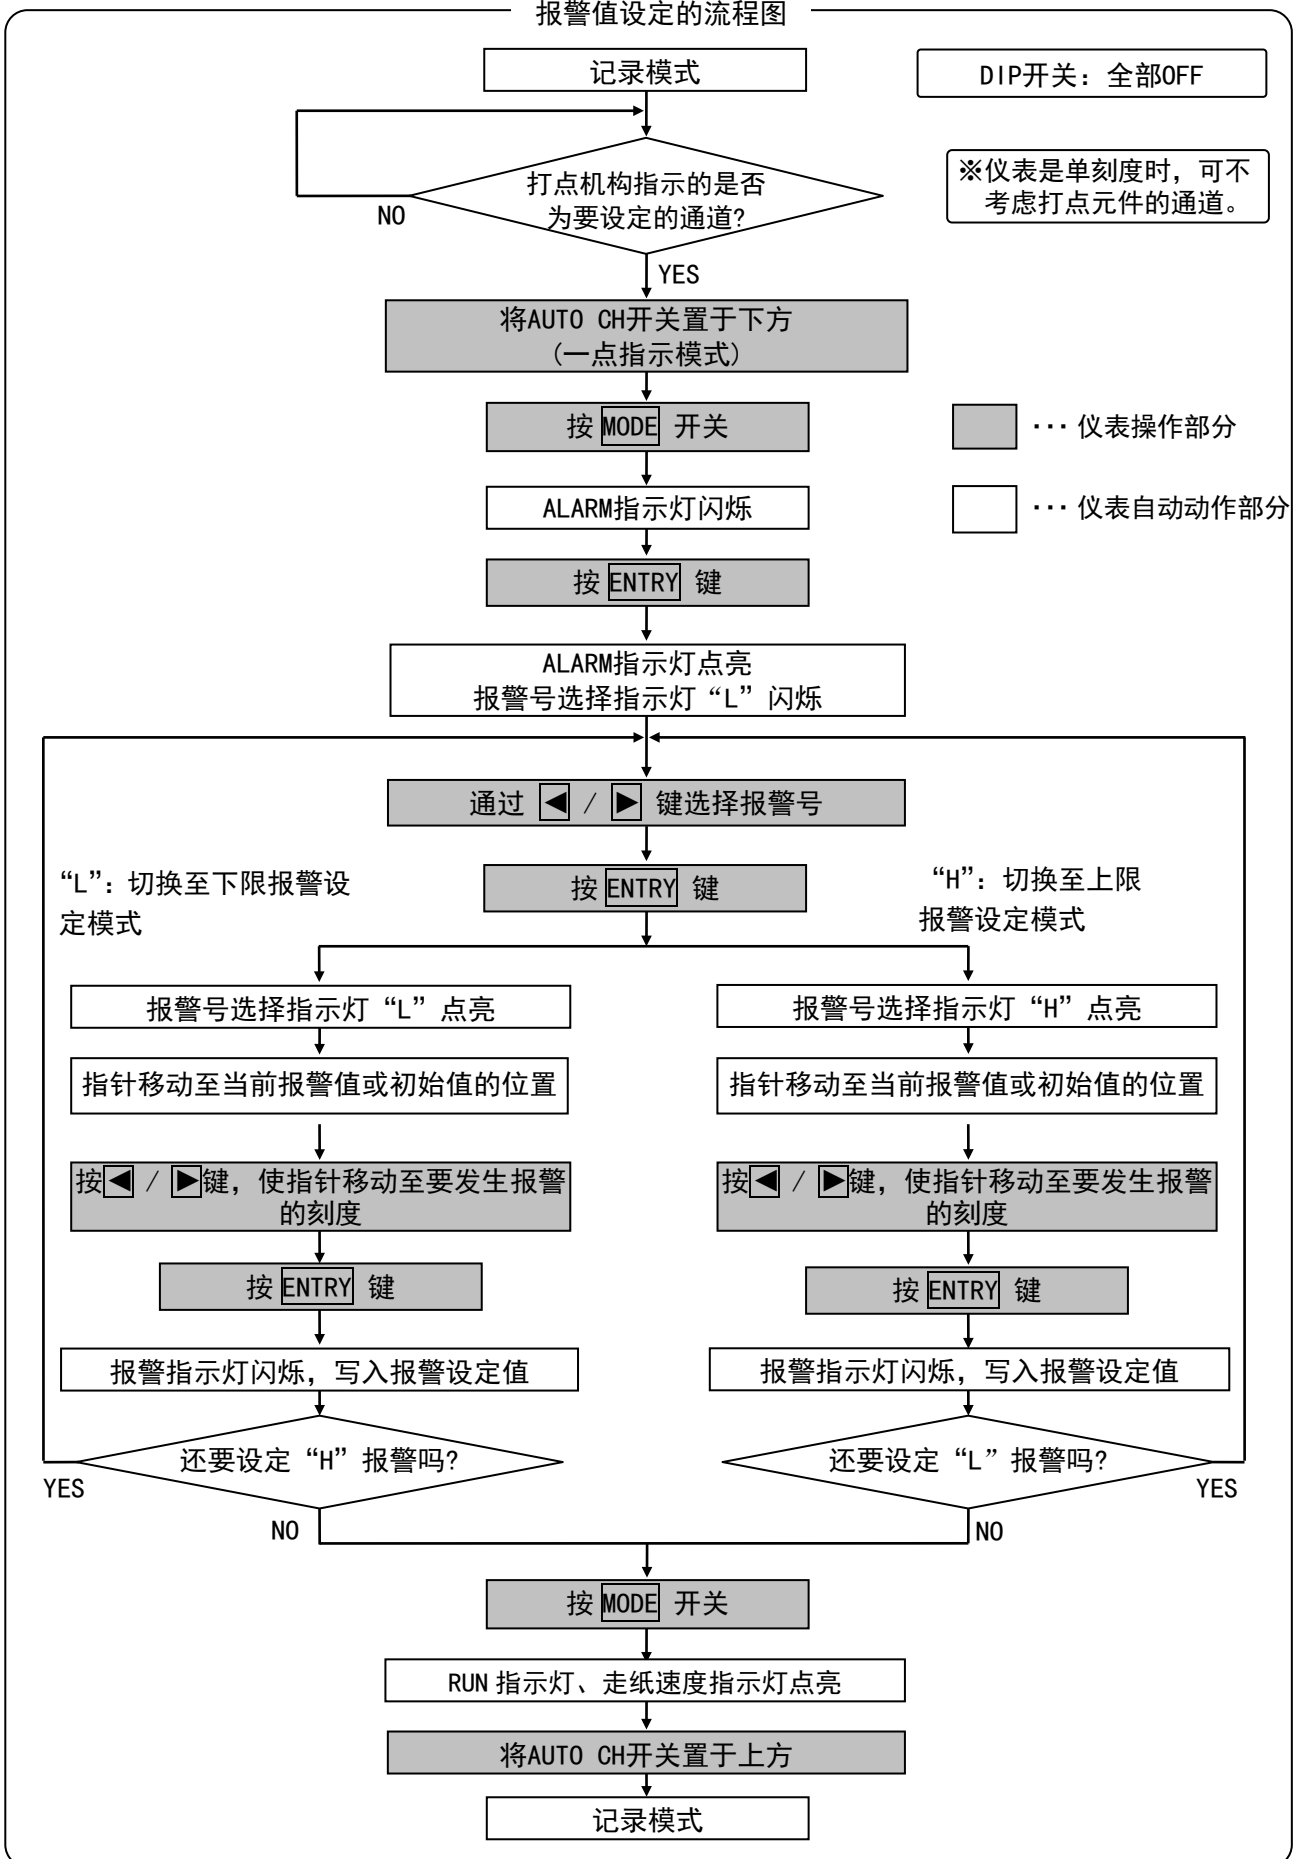 报警值设定的流程图
记录模式
DIP开关：全部OFF
打点机构指示的是否
为要设定的通道?
※仪表是单刻度时，可不
考虑打点元件的通道。
NO
YES
将AUTO CH开关置于下方
(一点指示模式)
按 MODE 开关
··· 仪表操作部分
ALARM指示灯闪烁
··· 仪表自动动作部分
按 ENTRY 键
ALARM指示灯点亮
报警号选择指示灯“L”闪烁
通过 ◀ / ▶ 键选择报警号
按 ENTRY 键
“L”：切换至下限报警设
定模式
“H”：切换至上限
报警设定模式
报警号选择指示灯“L”点亮
报警号选择指示灯“H”点亮
指针移动至当前报警值或初始值的位置
指针移动至当前报警值或初始值的位置
按◀ / ▶键，使指针移动至要发生报警
的刻度
按◀ / ▶键，使指针移动至要发生报警
的刻度
按 ENTRY 键
按 ENTRY 键
报警指示灯闪烁，写入报警设定值
报警指示灯闪烁，写入报警设定值
还要设定“H”报警吗?
还要设定“L”报警吗?
YES
YES
NO
NO
按 MODE 开关
RUN 指示灯、走纸速度指示灯点亮
将AUTO CH开关置于上方
记录模式